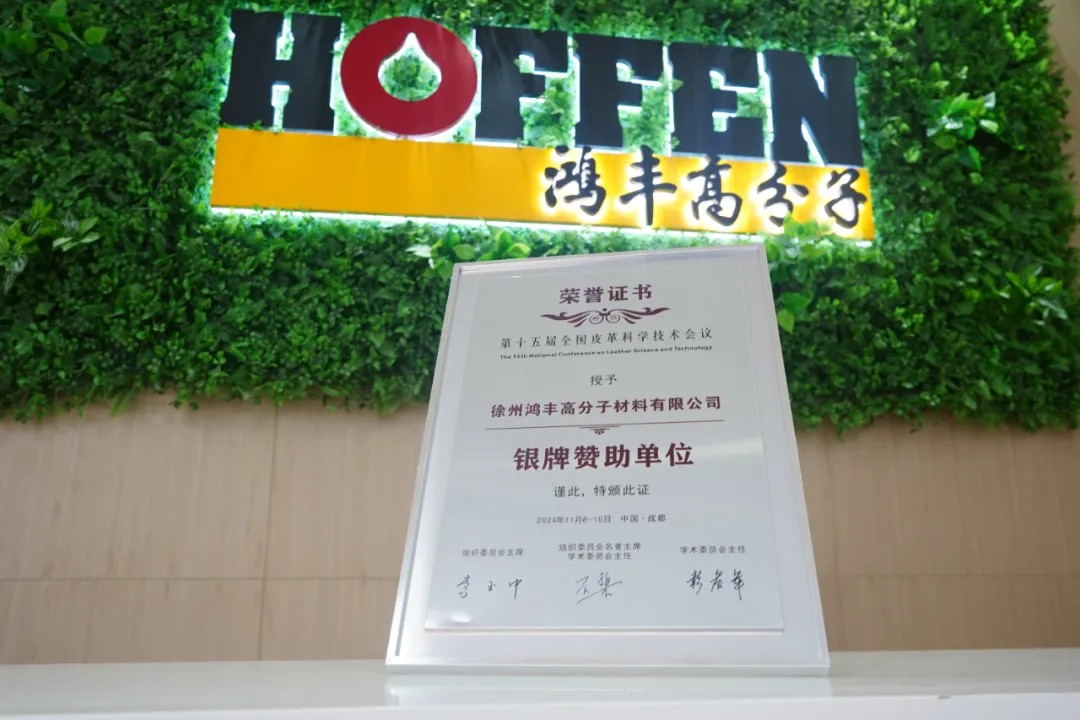 HOFFEN
鸿丰高分子
荣誉证书
第十五届全国皮革科学技术会议
The 15th National Conference on Leather Science and Technology
授予
徐州鸿丰高分子材料有限公司
银牌赞助单位
谨此，特颁此证
2024年11月8-10日 中国·成都
组织委员会主席
组织委员会名誉主席
学术委员会主任
学术委员会主任